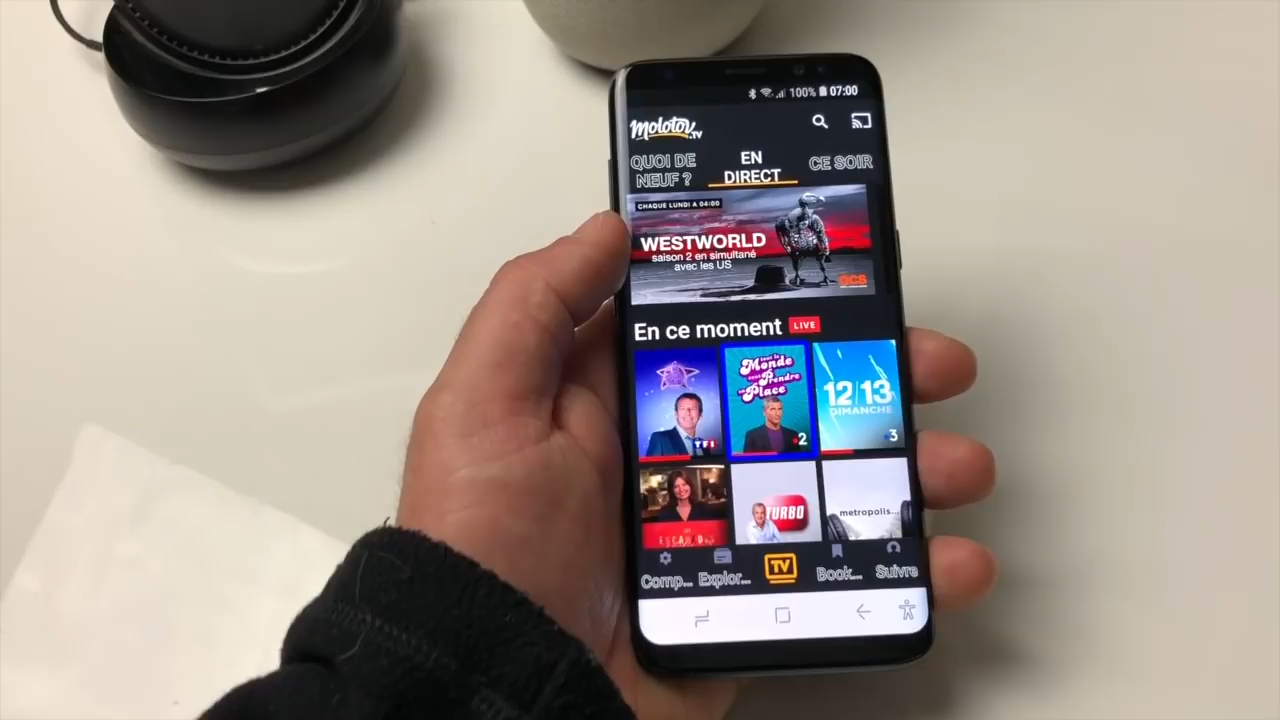 100% 07:00
Molotov.TV
QUOI DE
NEUF ?
EN
DIRECT
CE SOIR
CHAQUE LUNDI A 04:00
WESTWORLD
saison 2 en simultané
avec les US
OCS
En ce moment LIVE
TF1
tout le
Monde
veut Prendre
sa Place
2
12/13
DIMANCHE
3
TURBO
metropolis...
Comp... Explor... TV Book... Suivre